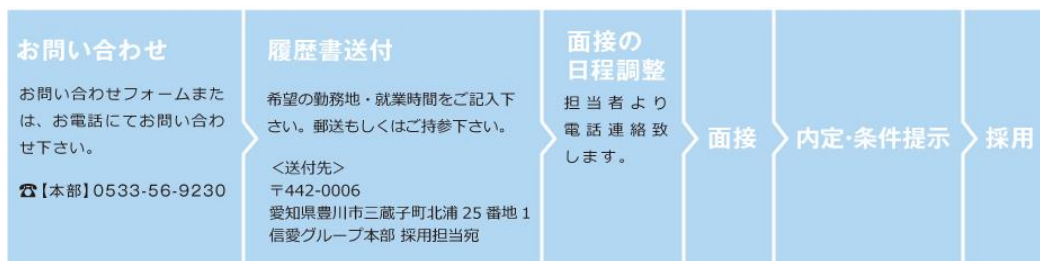 お問い合わせ
お問い合わせフォームまた
は、お電話にてお問い合わ
せ下さい。
☎【本部】0533-56-9230
履歴書送付
希望の勤務地・就業時間をご記入下
さい。郵送もしくはご持参下さい。
＜送付先＞
〒442-0006
愛知県豊川市三蔵子町北浦 25 番地 1
信愛グループ本部 採用担当宛
面接の
日程調整
担当者より
電話連絡致
します。
面接
内定・条件提示
採用